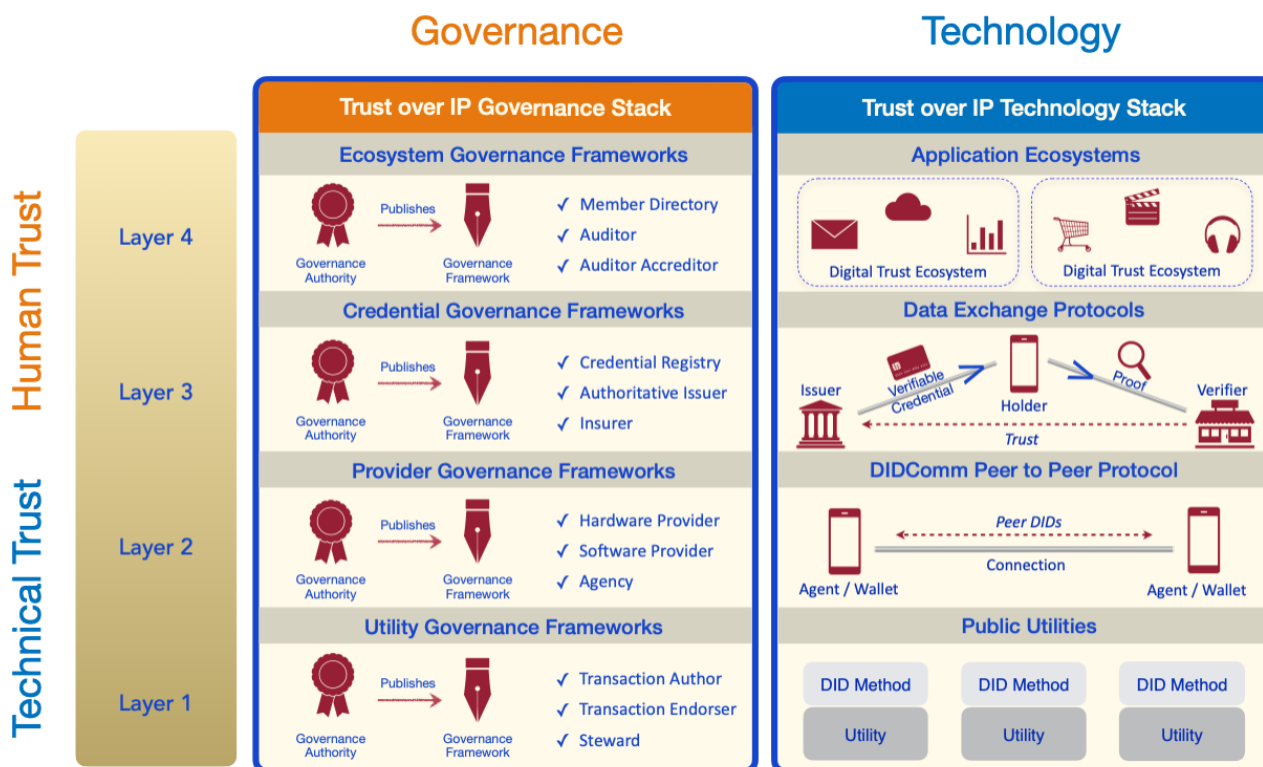 Governance
Technology
Human Trust
Technical Trust
Layer 4
Layer 3
Layer 2
Layer 1
Trust over IP Governance Stack
Ecosystem Governance Frameworks
Publishes
Governance
Authority
Governance
Framework
✓ Member Directory
✓ Auditor
✓ Auditor Accreditor
Credential Governance Frameworks
Publishes
Governance
Authority
Governance
Framework
✓ Credential Registry
✓ Authoritative Issuer
✓ Insurer
Provider Governance Frameworks
Publishes
Governance
Authority
Governance
Framework
✓ Hardware Provider
✓ Software Provider
✓ Agency
Utility Governance Frameworks
Publishes
Governance
Authority
Governance
Framework
✓ Transaction Author
✓ Transaction Endorser
✓ Steward
Trust over IP Technology Stack
Application Ecosystems
Digital Trust Ecosystem
Digital Trust Ecosystem
Data Exchange Protocols
Issuer
Verifiable
Credential
Holder
Proof
Verifier
Trust
DIDComm Peer to Peer Protocol
Peer DIDs
Connection
Agent / Wallet
Agent / Wallet
Public Utilities
DID Method
DID Method
DID Method
Utility
Utility
Utility